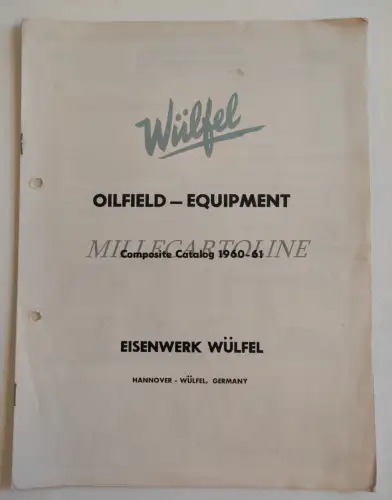 Wülfel
OILFIELD – EQUIPMENT
MILLECARTOLINE
Composite Catalog 1960-61
EISENWERK WÜLFEL
HANNOVER - WÜLFEL, GERMANY